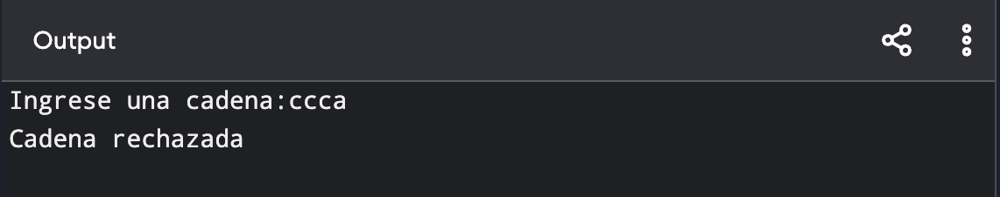 Output
Ingrese una cadena:ccca
Cadena rechazada